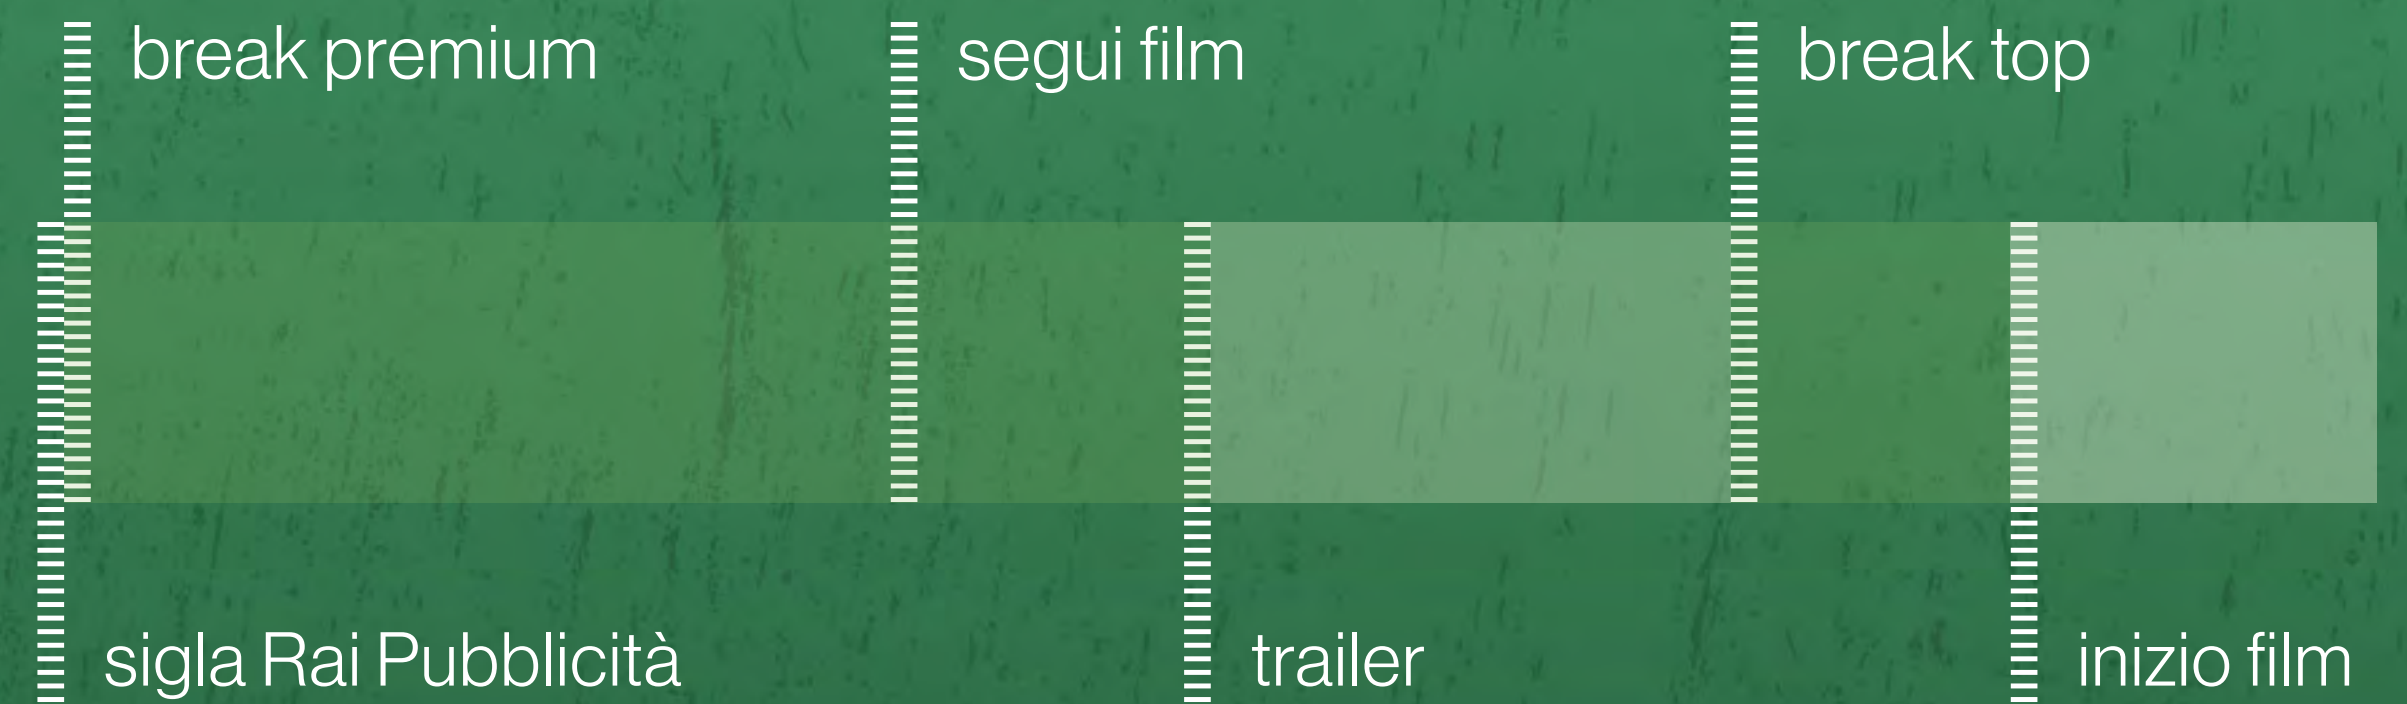 break premium
segui film
break top
sigla Rai Pubblicità
trailer
inizio film